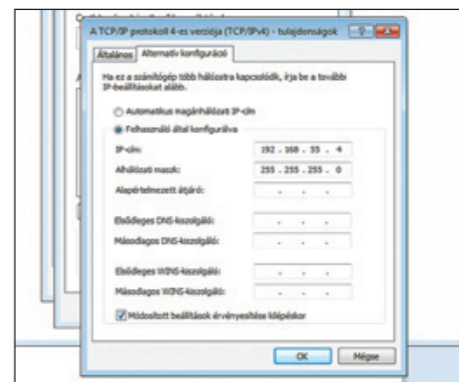 A TCP/IP protokoll 4-es verziója (TCP/IPv4) - tulajdonságok
Általános
Alternatív konfiguráció
Ha ez a számítógép több hálózatra kapcsolódik, írja be a további
IP-beállításokat alább.
Automatikus magánhálózati IP-cím
Felhasználó által konfigurálva
IP-cím: 192 . 168 . 55 . 4
Alhálózati maszk: 255 . 255 . 255 . 0
Alapértelmezett átjáró: . . .
Elsődleges DNS-kiszolgáló: . . .
Másodlagos DNS-kiszolgáló: . . .
Elsődleges WINS-kiszolgáló: . . .
Másodlagos WINS-kiszolgáló: . . .
Módosított beállítások érvényesítése kilépéskor
OK
Mégse